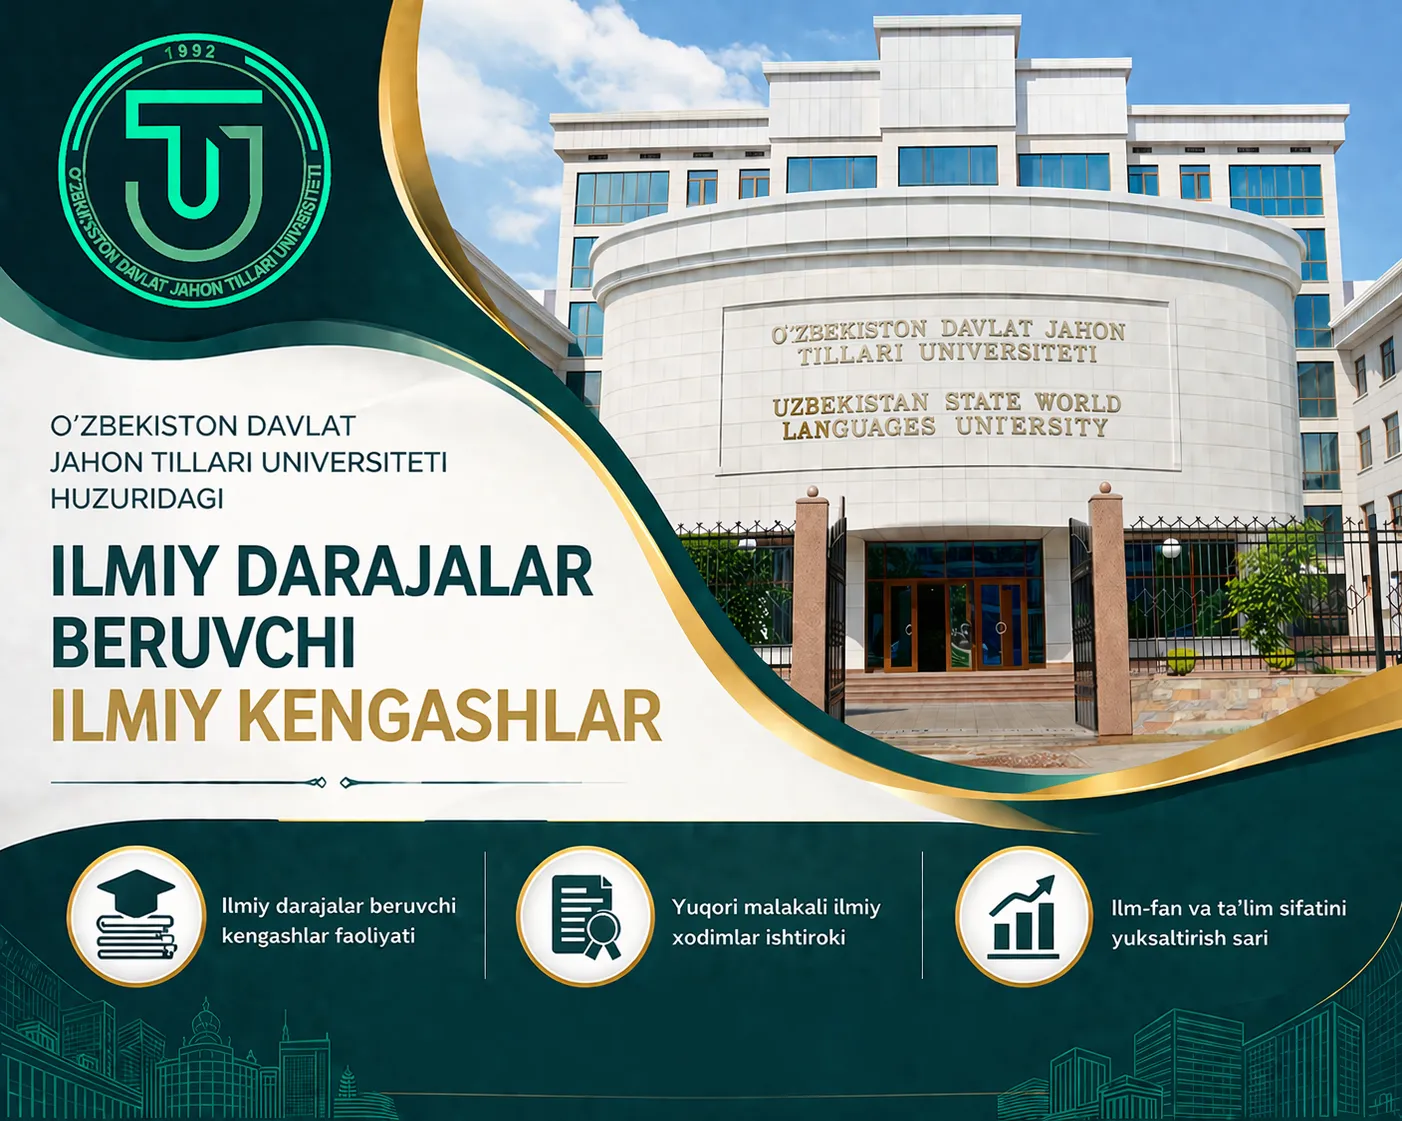 1992
O'ZBEKISTON DAVLAT JAHON TILLARI UNIVERSITETI
O'ZBEKISTON DAVLAT JAHON
TILLARI UNIVERSITETI
UZBEKISTAN STATE WORLD
LANGUAGES UNTERSITY
O'ZBEKISTON DAVLAT
JAHON TILLARI UNIVERSITETI
HUZURIDAGI
ILMIY DARAJALAR
BERUVCHI
ILMIY KENGASHLAR
Ilmiy darajalar beruvchi
kengashlar faoliyati
Yuqori malakali ilmiy
xodimlar ishtiroki
Ilm-fan va ta'lim sifatini
yuksaltirish sari